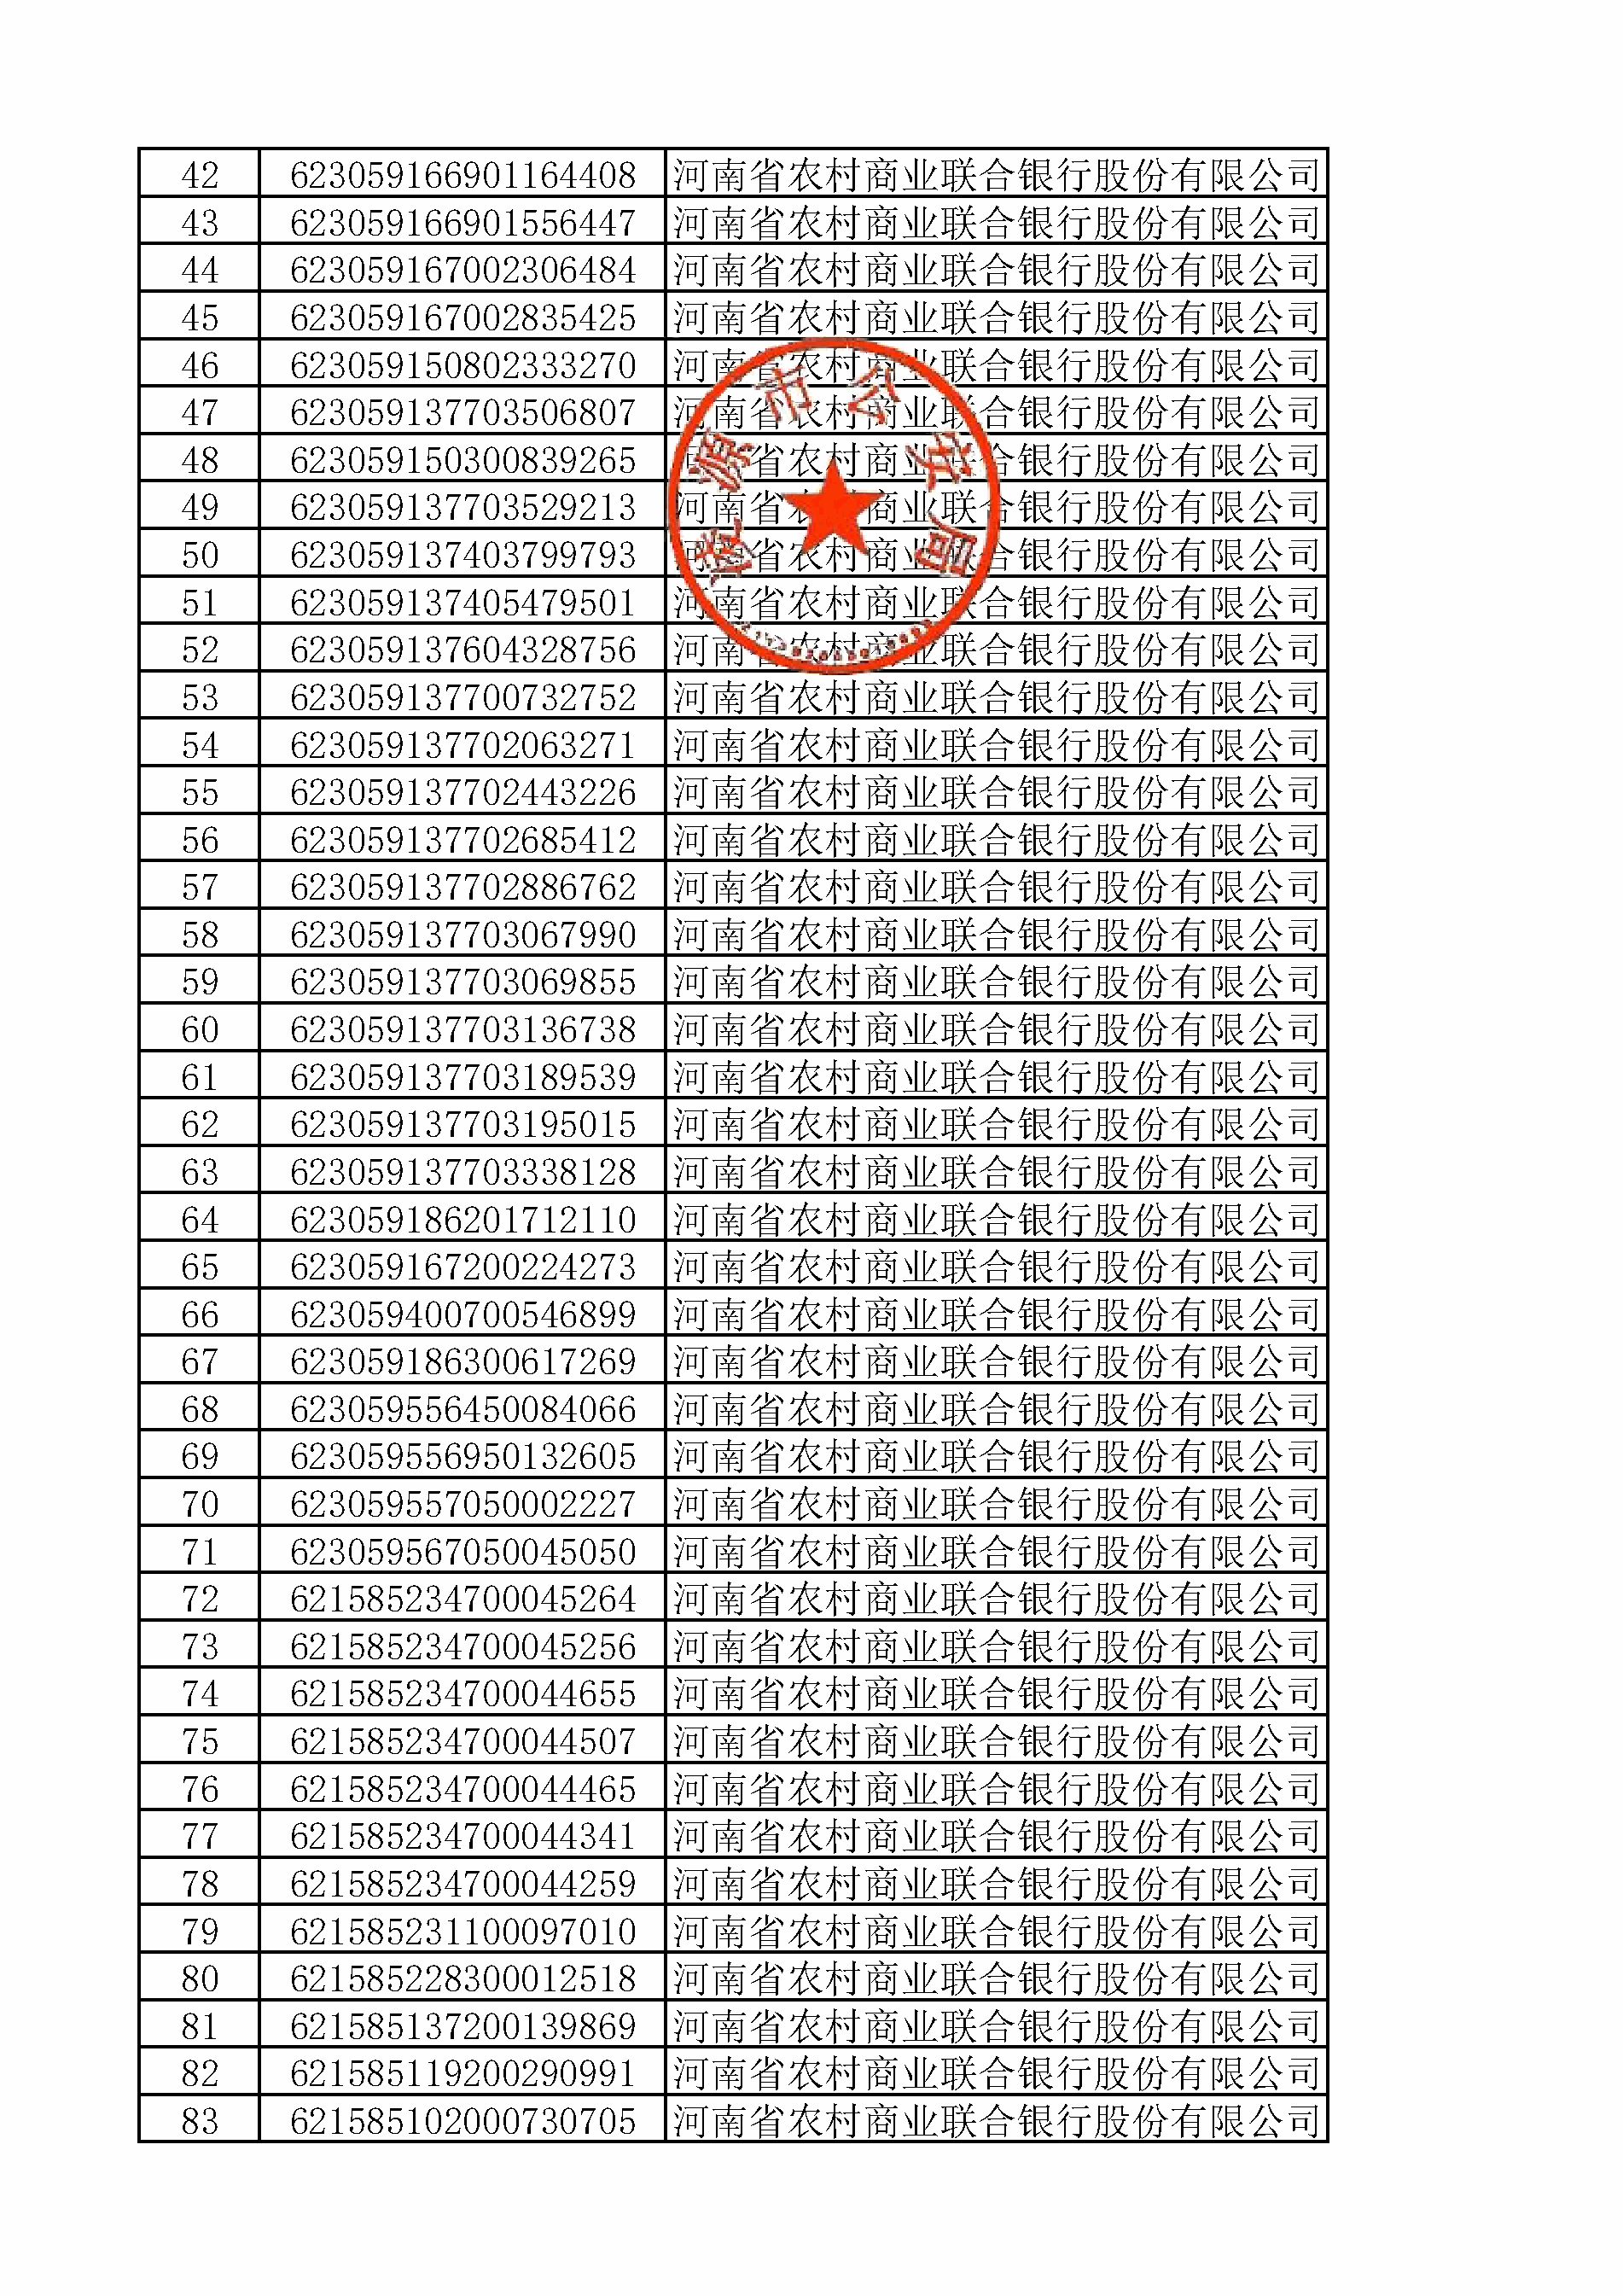 42 623059166901164408 河南省农村商业联合银行股份有限公司
43 623059166901556447 河南省农村商业联合银行股份有限公司
44 623059167002306484 河南省农村商业联合银行股份有限公司
45 623059167002835425 河南省农村商业联合银行股份有限公司
46 623059150802333270 河南省农村商业联合银行股份有限公司
47 623059137703506807 河南省农村商业联合银行股份有限公司
48 623059150300839265 河南省农村商业联合银行股份有限公司
49 623059137703529213 河南省农村商业联合银行股份有限公司
50 623059137403799793 河南省农村商业联合银行股份有限公司
51 623059137405479501 河南省农村商业联合银行股份有限公司
52 623059137604328756 河南省农村商业联合银行股份有限公司
53 623059137700732752 河南省农村商业联合银行股份有限公司
54 623059137702063271 河南省农村商业联合银行股份有限公司
55 623059137702443226 河南省农村商业联合银行股份有限公司
56 623059137702685412 河南省农村商业联合银行股份有限公司
57 623059137702886762 河南省农村商业联合银行股份有限公司
58 623059137703067990 河南省农村商业联合银行股份有限公司
59 623059137703069855 河南省农村商业联合银行股份有限公司
60 623059137703136738 河南省农村商业联合银行股份有限公司
61 623059137703189539 河南省农村商业联合银行股份有限公司
62 623059137703195015 河南省农村商业联合银行股份有限公司
63 623059137703338128 河南省农村商业联合银行股份有限公司
64 623059186201712110 河南省农村商业联合银行股份有限公司
65 623059167200224273 河南省农村商业联合银行股份有限公司
66 623059400700546899 河南省农村商业联合银行股份有限公司
67 623059186300617269 河南省农村商业联合银行股份有限公司
68 623059556450084066 河南省农村商业联合银行股份有限公司
69 623059556950132605 河南省农村商业联合银行股份有限公司
70 623059557050002227 河南省农村商业联合银行股份有限公司
71 623059567050045050 河南省农村商业联合银行股份有限公司
72 621585234700045264 河南省农村商业联合银行股份有限公司
73 621585234700045256 河南省农村商业联合银行股份有限公司
74 621585234700044655 河南省农村商业联合银行股份有限公司
75 621585234700044507 河南省农村商业联合银行股份有限公司
76 621585234700044465 河南省农村商业联合银行股份有限公司
77 621585234700044341 河南省农村商业联合银行股份有限公司
78 621585234700044259 河南省农村商业联合银行股份有限公司
79 621585231100097010 河南省农村商业联合银行股份有限公司
80 621585228300012518 河南省农村商业联合银行股份有限公司
81 621585137200139869 河南省农村商业联合银行股份有限公司
82 621585119200290991 河南省农村商业联合银行股份有限公司
83 621585102000730705 河南省农村商业联合银行股份有限公司
凌源市公安局